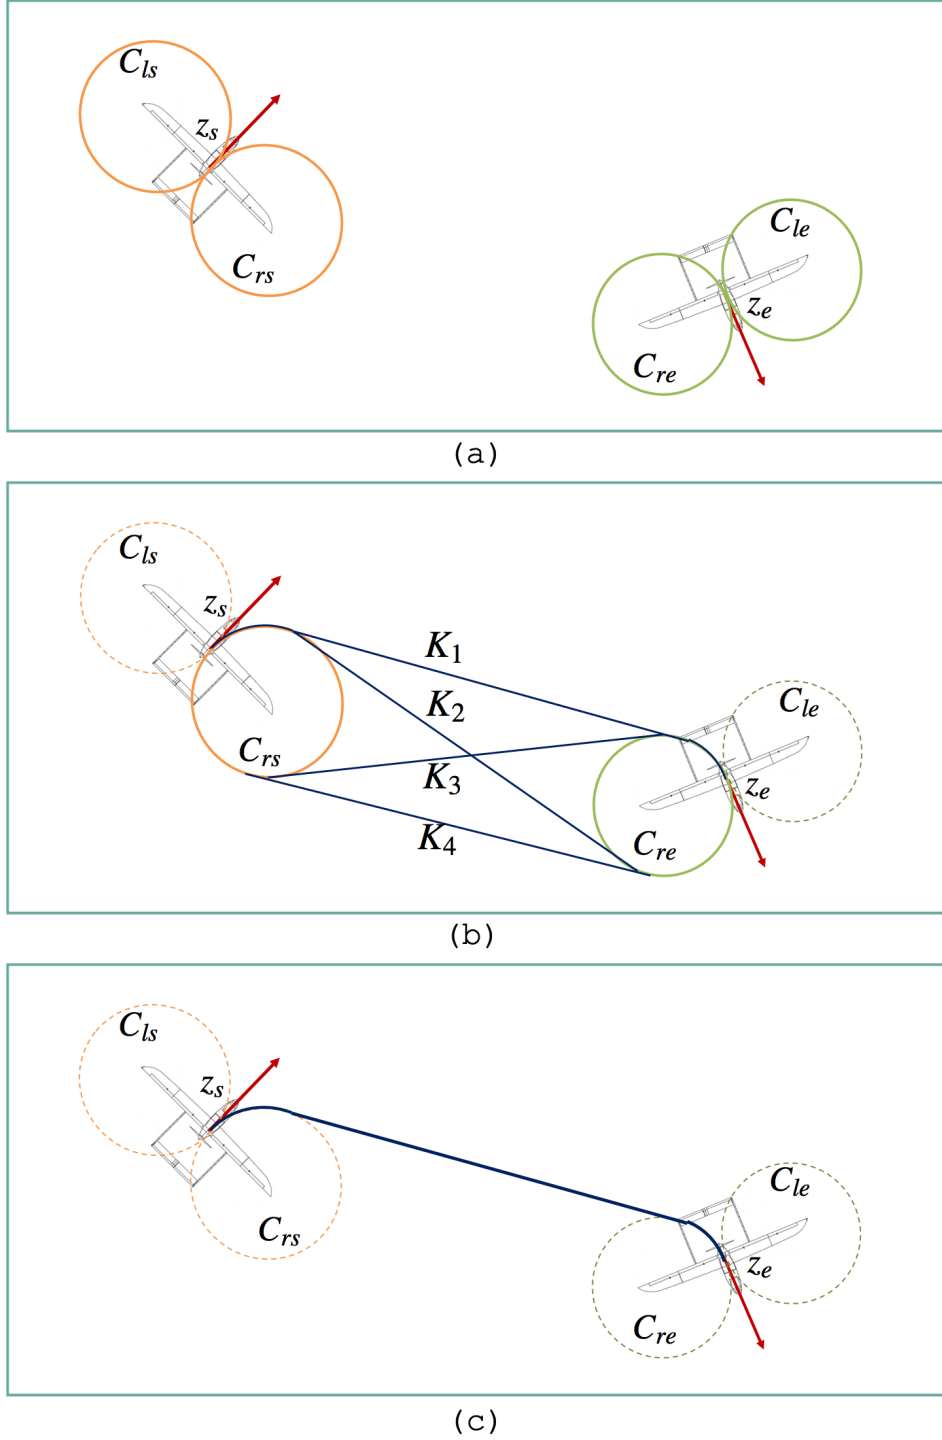 C_ls
z_s
C_rs
C_le
z_e
C_re
(a)
C_ls
z_s
K_1
K_2
C_le
C_rs
K_3
z_e
K_4
C_re
(b)
C_ls
z_s
C_le
C_rs
z_e
C_re
(c)